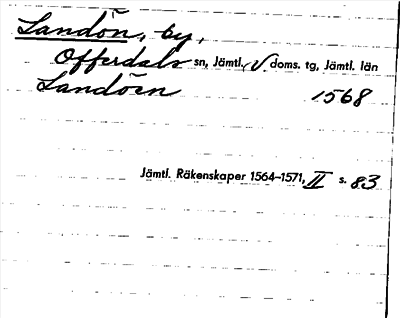 Landön, by,
Offerdals sn, Jämtl., V. doms. tg, Jämtl. län
Landöen 1568
Jämtl. Räkenskaper 1564-1571, II s. 83